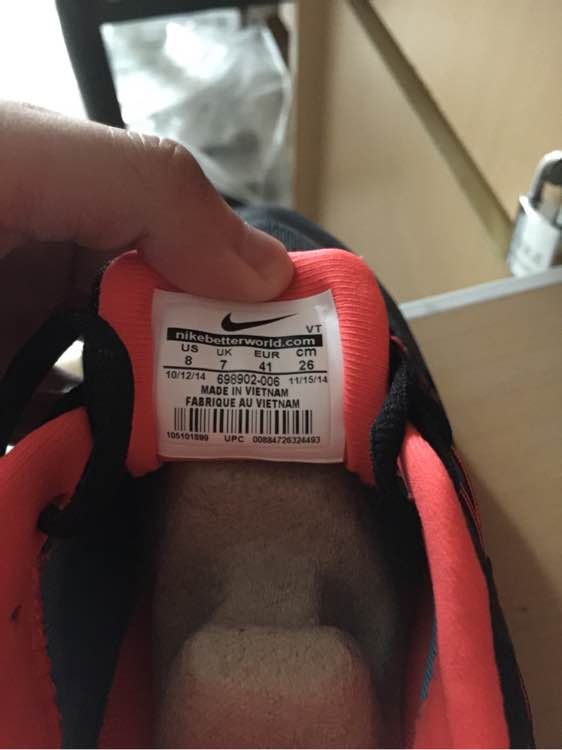 VT
nikebetterworld.com
US UK EUR cm
8 7 41 26
10/12/14 698902-006 11/15/14
MADE IN VIETNAM
FABRIQUE AU VIETNAM
105101899 UPC 00884726324493